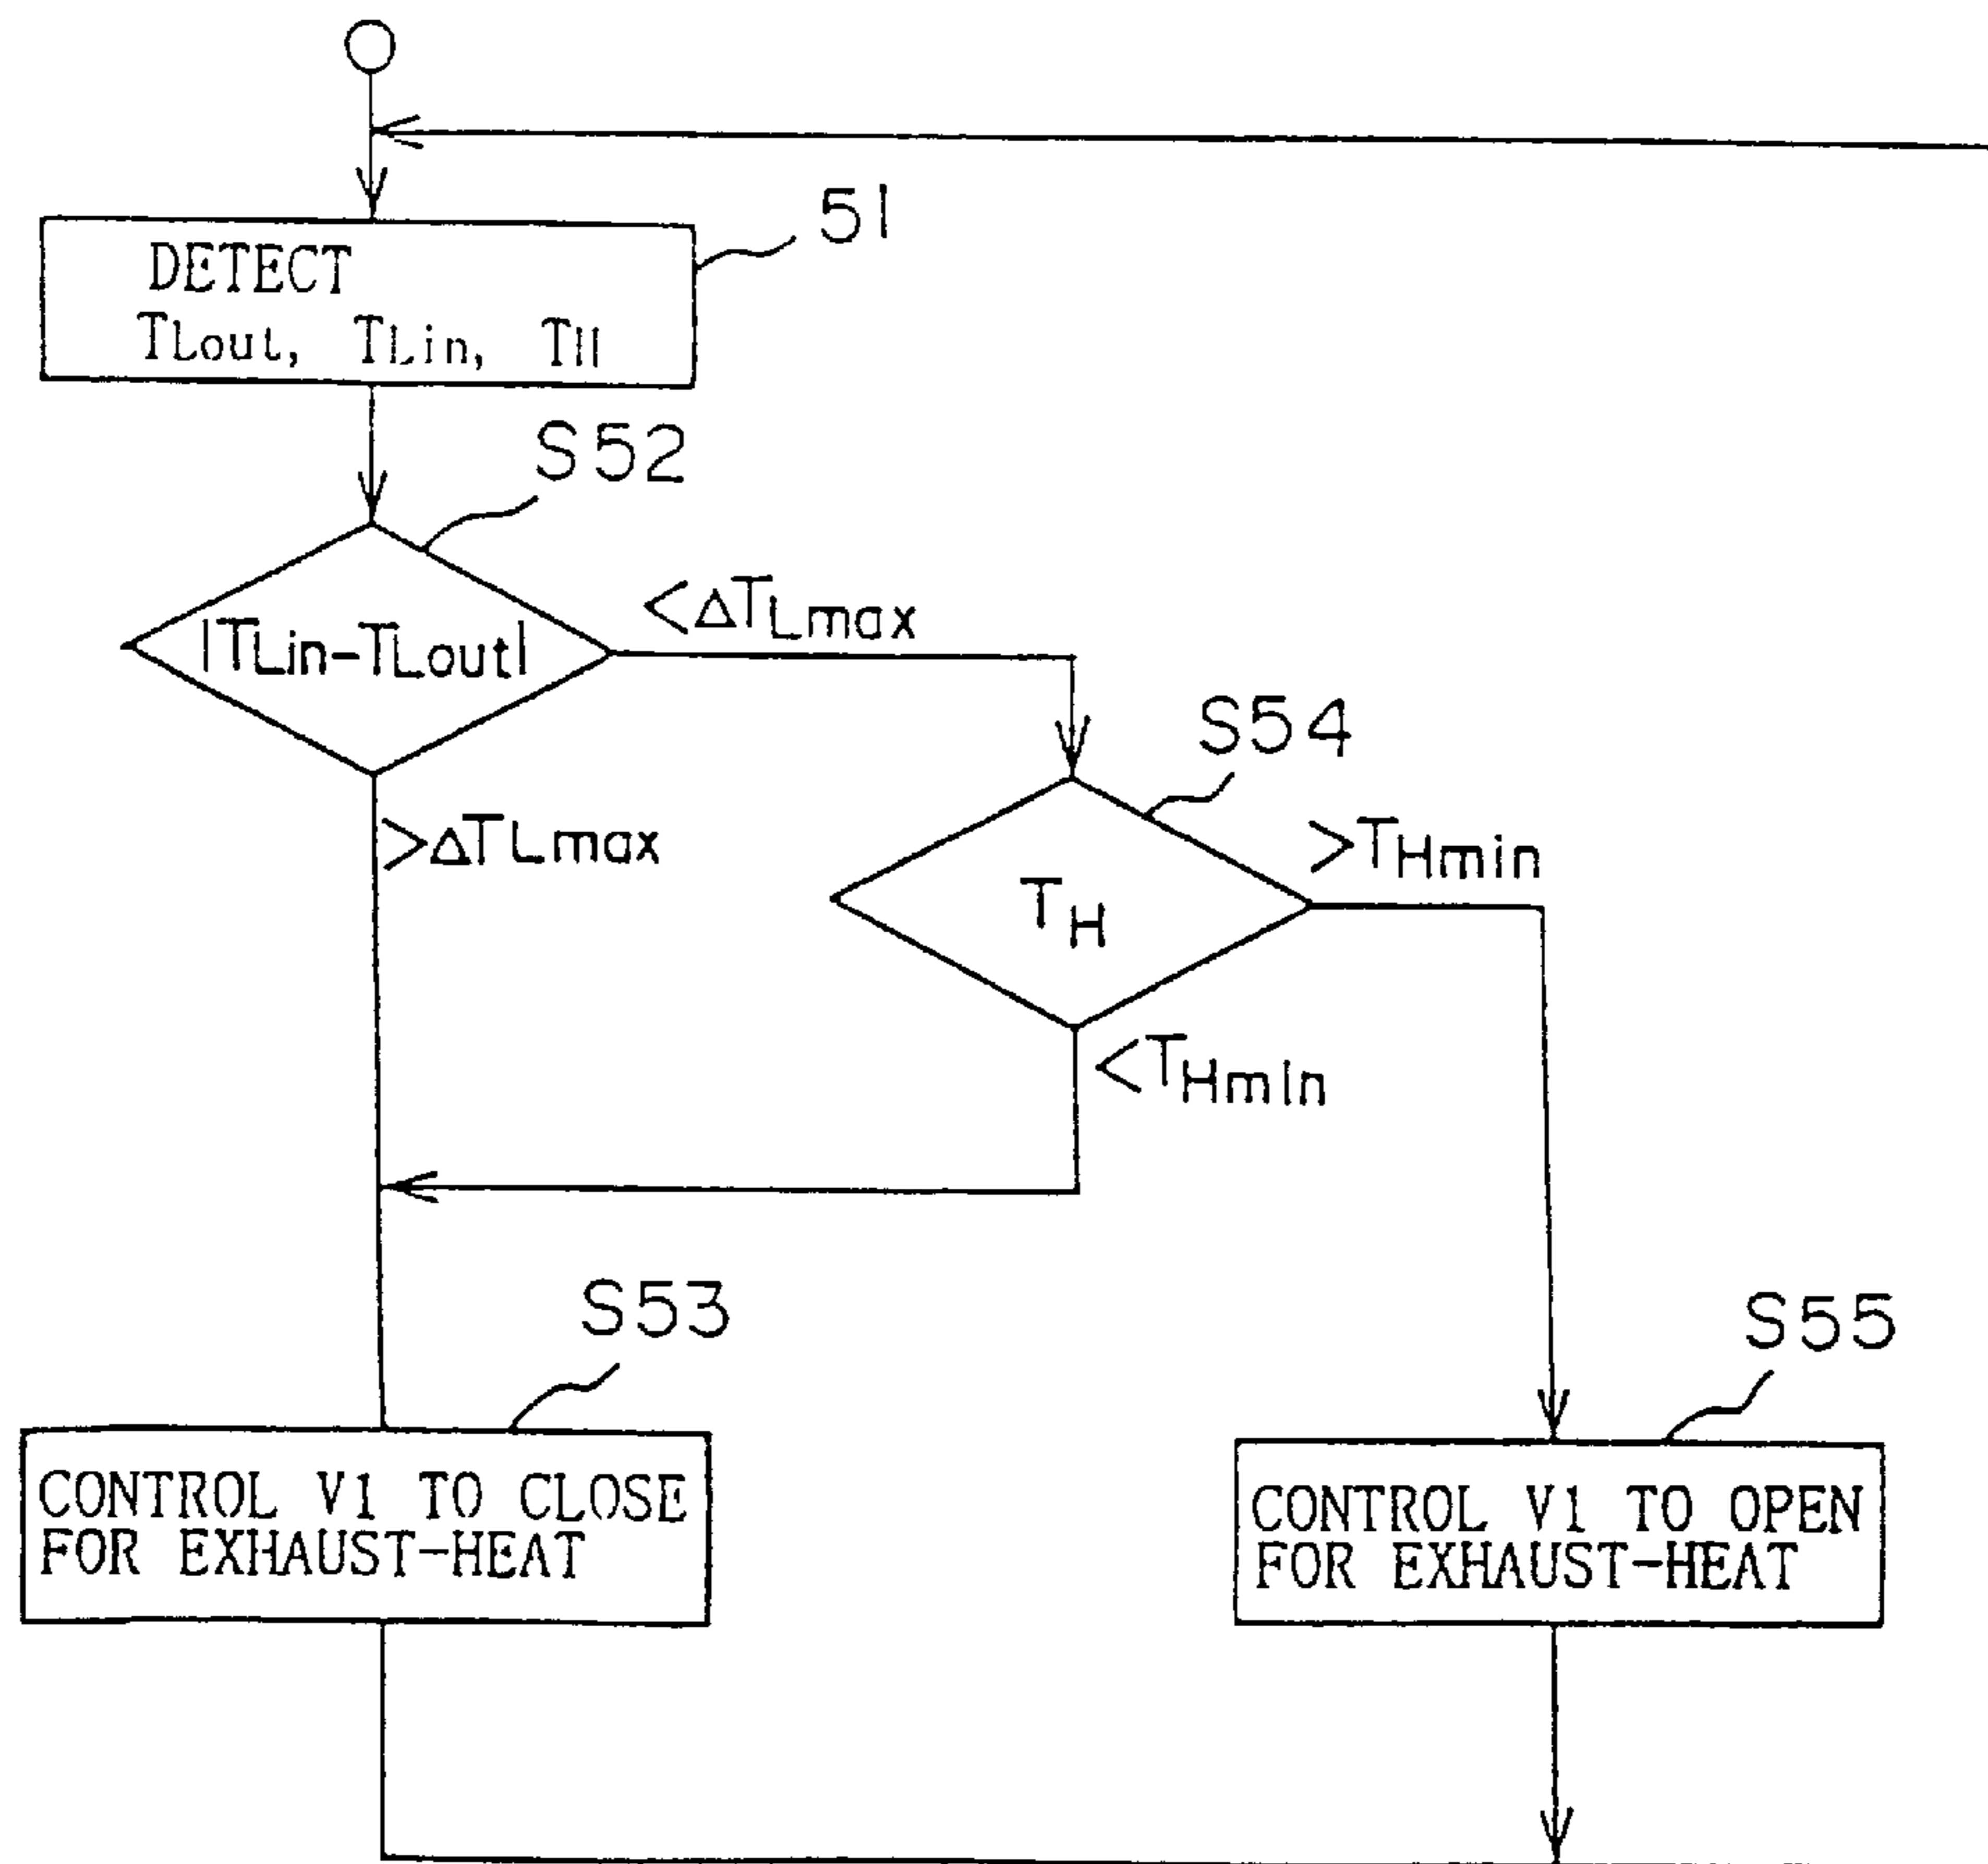 51
DETECT
TLout, TLin, TH
S52
<ΔTLmax
|TLin-TLout|
S54
>ΔTLmax
>THmin
TH
<THmin
S53
S55
CONTROL V1 TO CLOSE
FOR EXHAUST-HEAT
CONTROL V1 TO OPEN
FOR EXHAUST-HEAT